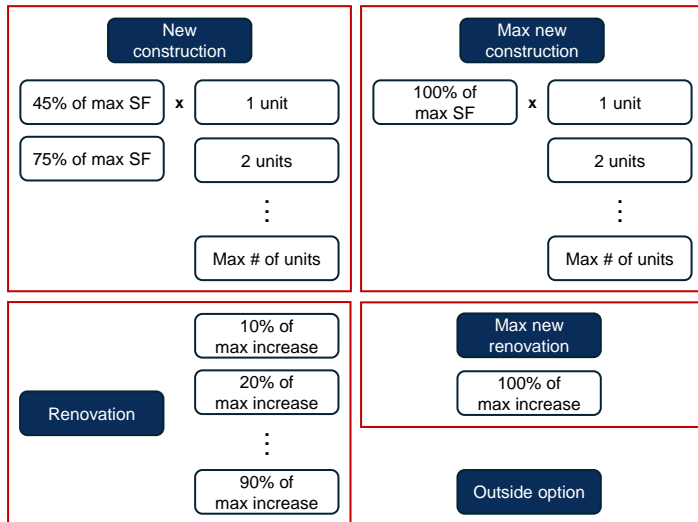 New
construction
45% of max SF
x
1 unit
75% of max SF
2 units
⋮
Max # of units
Max new
construction
100% of
max SF
x
1 unit
2 units
⋮
Max # of units
Renovation
10% of
max increase
20% of
max increase
⋮
90% of
max increase
Max new
renovation
100% of
max increase
Outside option